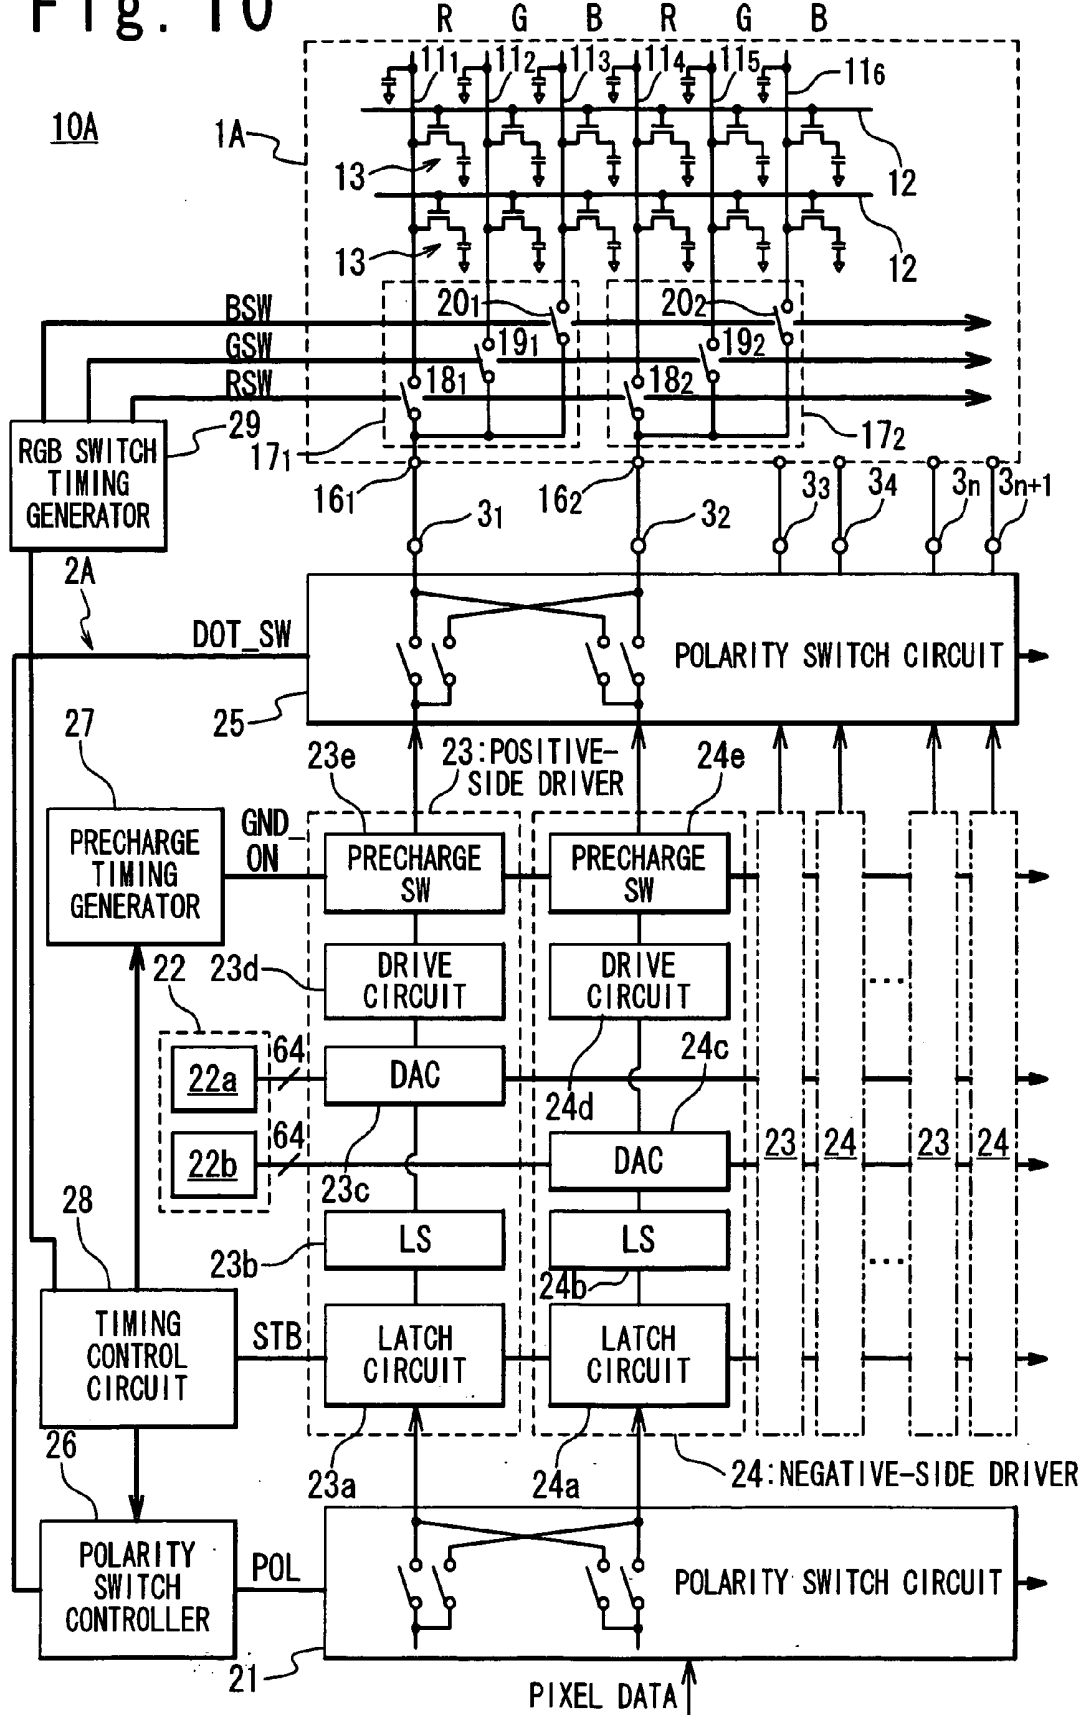 Fig. 10
R G B R G B
10A
1A
11₁ 11₂ 11₃ 11₄ 11₅ 11₆
13
12
13
12
BSW
GSW
RSW
20₁ 20₂
19₁ 19₂
18₁ 18₂
17₁ 17₂
29
RGB SWITCH
TIMING
GENERATOR
16₁ 16₂
3₁ 3₂ 3₃ 3₄ 3n 3n+1
2A
DOT_SW
POLARITY SWITCH CIRCUIT
25
27
23e
23:POSITIVE-
SIDE DRIVER
24e
PRECHARGE
TIMING
GENERATOR
GND_
ON
PRECHARGE
SW
PRECHARGE
SW
22
23d
DRIVE
CIRCUIT
DRIVE
CIRCUIT
...
22a
64
DAC
24d
24c
22b
64
23c
DAC
23 24 23 24
28
23b
LS
LS
24b
...
TIMING
CONTROL
CIRCUIT
STB
LATCH
CIRCUIT
LATCH
CIRCUIT
26
23a
24a
24:NEGATIVE-SIDE DRIVER
POLARITY
SWITCH
CONTROLLER
POL
POLARITY SWITCH CIRCUIT
21
PIXEL DATA